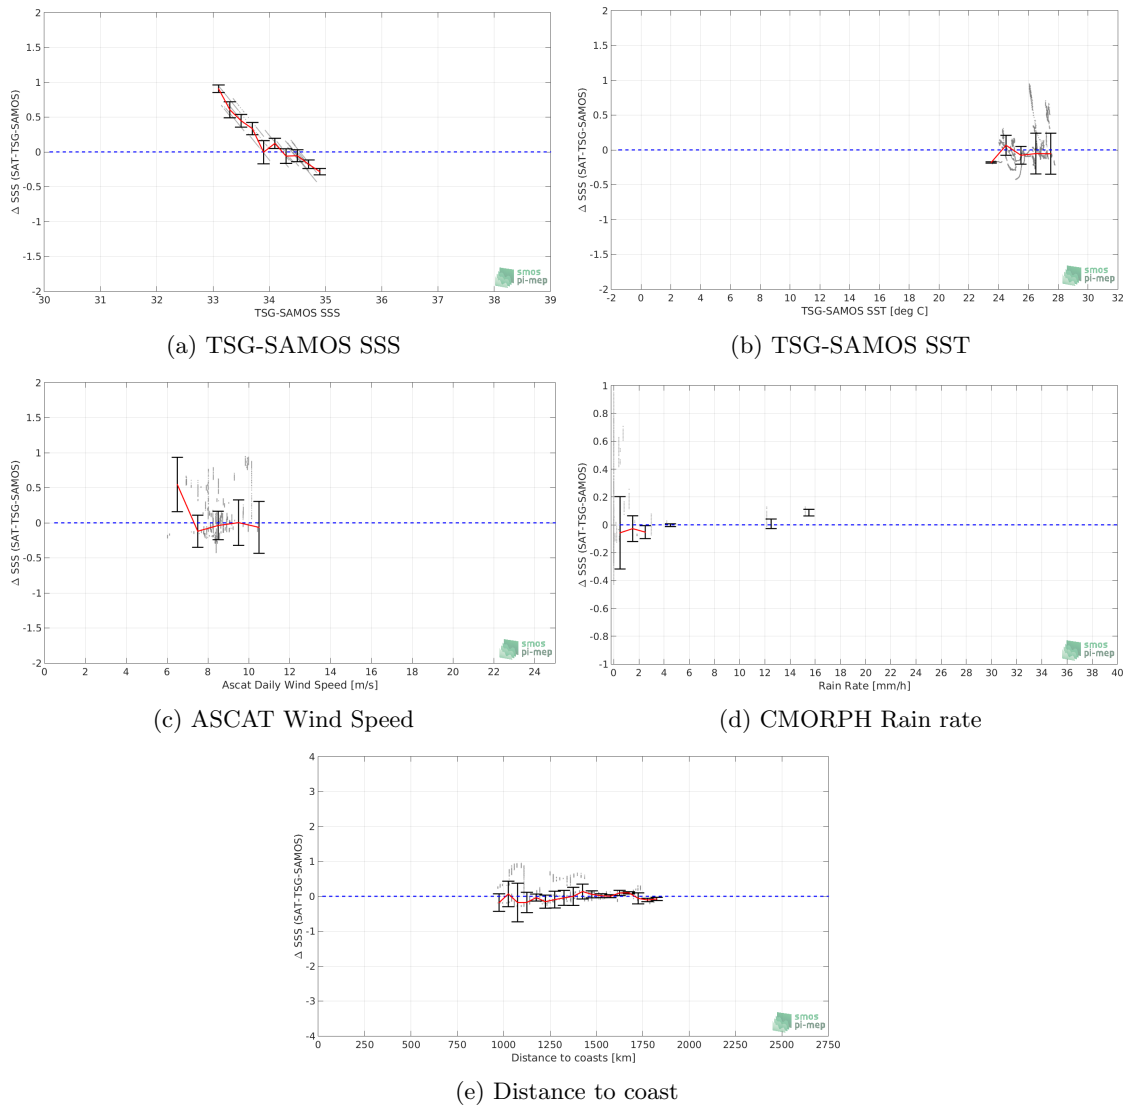 2
1.5
1
0.5
0
-0.5
-1
-1.5
-2
Δ SSS (SAT-TSG-SAMOS)
30 31 32 33 34 35 36 37 38 39
TSG-SAMOS SSS
smos
pi-mep
(a) TSG-SAMOS SSS
2
1.5
1
0.5
0
-0.5
-1
-1.5
-2
Δ SSS (SAT-TSG-SAMOS)
-2 0 2 4 6 8 10 12 14 16 18 20 22 24 26 28 30 32
TSG-SAMOS SST [deg C]
smos
pi-mep
(b) TSG-SAMOS SST
2
1.5
1
0.5
0
-0.5
-1
-1.5
-2
Δ SSS (SAT-TSG-SAMOS)
0 2 4 6 8 10 12 14 16 18 20 22 24
Ascat Daily Wind Speed [m/s]
smos
pi-mep
(c) ASCAT Wind Speed
1
0.8
0.6
0.4
0.2
0
-0.2
-0.4
-0.6
-0.8
-1
Δ SSS (SAT-TSG-SAMOS)
0 2 4 6 8 10 12 14 16 18 20 22 24 26 28 30 32 34 36 38 40
Rain Rate [mm/h]
smos
pi-mep
(d) CMORPH Rain rate
4
3
2
1
0
-1
-2
-3
-4
Δ SSS (SAT-TSG-SAMOS)
0 250 500 750 1000 1250 1500 1750 2000 2250 2500 2750
Distance to coasts [km]
smos
pi-mep
(e) Distance to coast